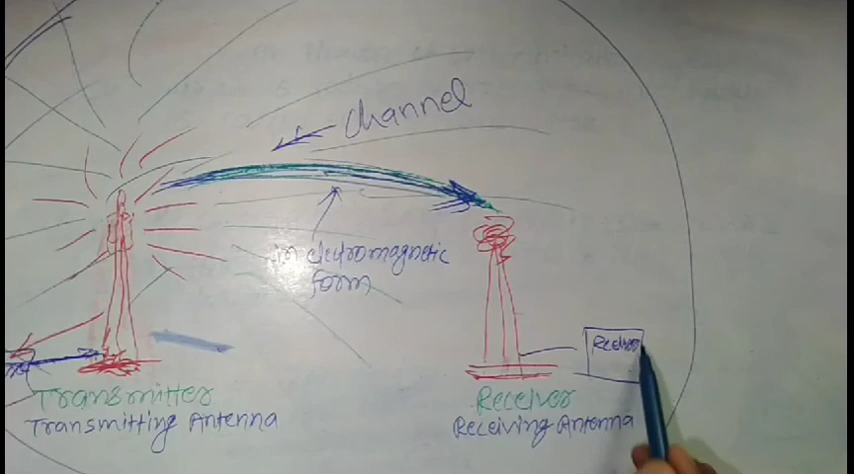 Channel
in electromagnetic
form
Receiver
Transmitter
Transmitting Antenna
Receiver
Receiving Antenna